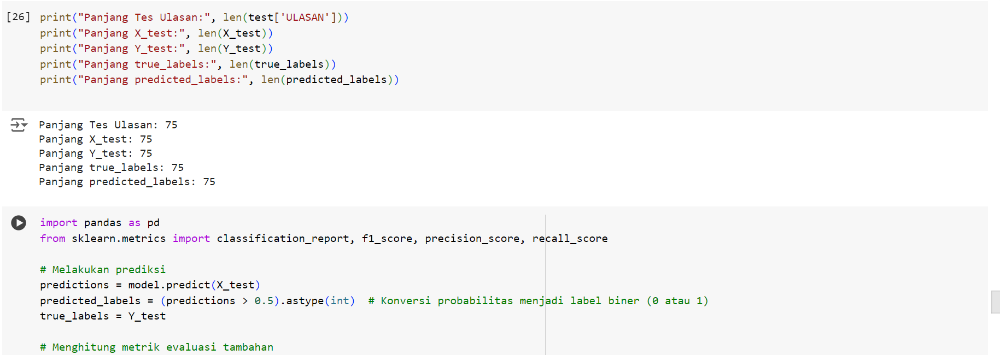 [26] print("Panjang Tes Ulasan:", len(test['ULASAN']))
print("Panjang X_test:", len(X_test))
print("Panjang Y_test:", len(Y_test))
print("Panjang true_labels:", len(true_labels))
print("Panjang predicted_labels:", len(predicted_labels))
Panjang Tes Ulasan: 75
Panjang X_test: 75
Panjang Y_test: 75
Panjang true_labels: 75
Panjang predicted_labels: 75
import pandas as pd
from sklearn.metrics import classification_report, f1_score, precision_score, recall_score
# Melakukan prediksi
predictions = model.predict(X_test)
predicted_labels = (predictions > 0.5).astype(int)  # Konversi probabilitas menjadi label biner (0 atau 1)
true_labels = Y_test
# Menghitung metrik evaluasi tambahan